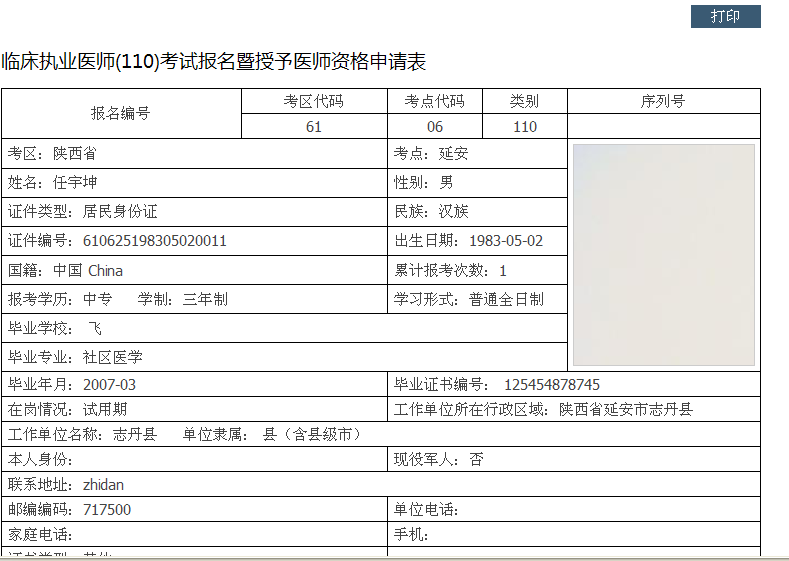 打印
临床执业医师(110)考试报名暨授予医师资格申请表
报名编号 考区代码 考点代码 类别 序列号
61 06 110
考区：陕西省 考点：延安
姓名：任宇坤 性别：男
证件类型：居民身份证 民族：汉族
证件编号：610625198305020011 出生日期：1983-05-02
国籍：中国 China 累计报考次数：1
报考学历：中专 学制：三年制 学习形式：普通全日制
毕业学校： 飞
毕业专业：社区医学
毕业年月：2007-03 毕业证书编号： 125454878745
在岗情况：试用期 工作单位所在行政区域：陕西省延安市志丹县
工作单位名称：志丹县 单位隶属： 县（含县级市）
本人身份： 现役军人：否
联系地址：zhidan
邮编编码：717500 单位电话：
家庭电话： 手机：